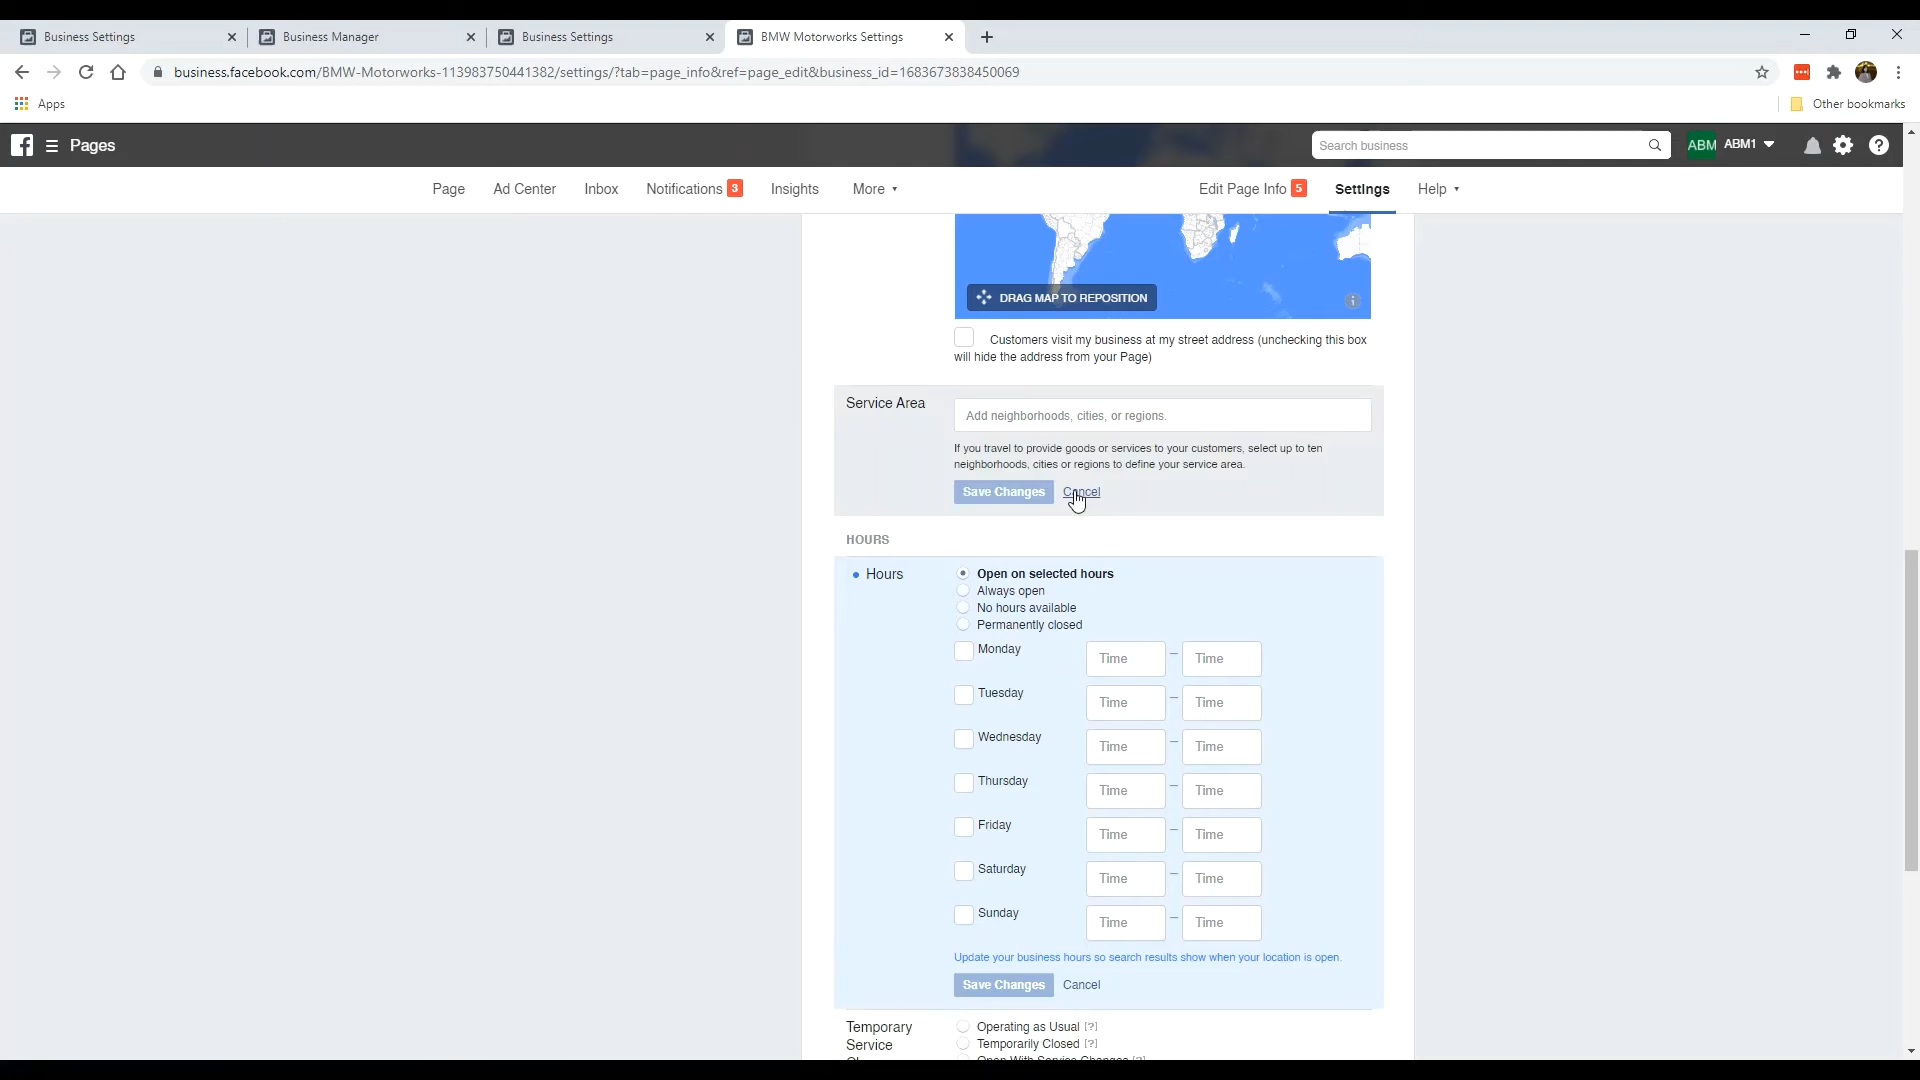 Business Settings
Business Manager
Business Settings
BMW Motorworks Settings
business.facebook.com/BMW-Motorworks-113983750441382/settings/?tab=page_info&ref=page_edit&business_id=1683673838450069
Apps
Other bookmarks
Pages
Search business
ABM
ABM1
Page
Ad Center
Inbox
Notifications 3
Insights
More
Edit Page Info 5
Settings
Help
DRAG MAP TO REPOSITION
Customers visit my business at my street address (unchecking this box
will hide the address from your Page)
Service Area
Add neighborhoods, cities, or regions.
If you travel to provide goods or services to your customers, select up to ten
neighborhoods, cities or regions to define your service area.
Save Changes
Cancel
HOURS
Hours
Open on selected hours
Always open
No hours available
Permanently closed
Monday Time – Time
Tuesday Time – Time
Wednesday Time – Time
Thursday Time – Time
Friday Time – Time
Saturday Time – Time
Sunday Time – Time
Update your business hours so search results show when your location is open.
Save Changes
Cancel
Temporary
Service
Operating as Usual [?]
Temporarily Closed [?]
Open With Service Changes [?]